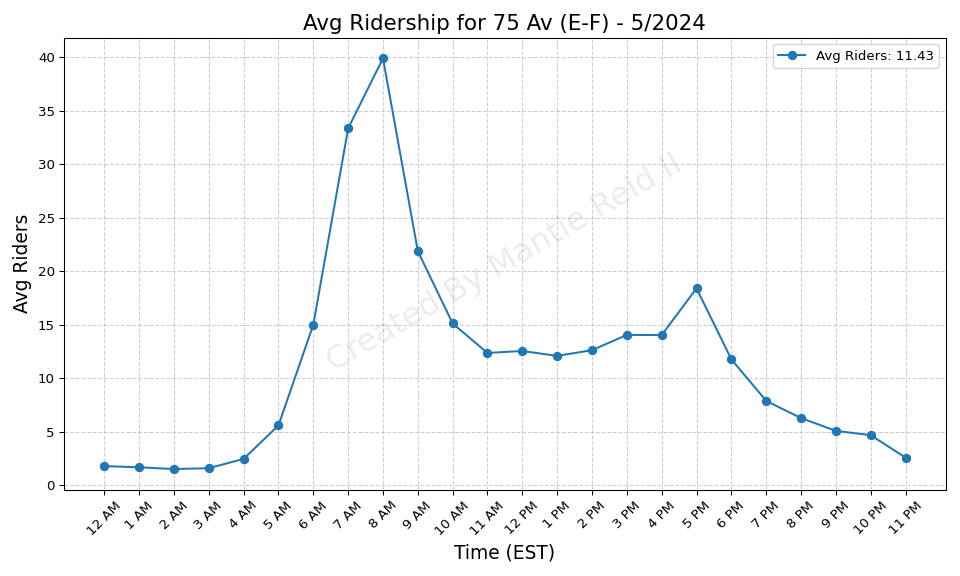 Avg Ridership for 75 Av (E-F) - 5/2024
Avg Riders: 11.43
40
35
30
25
20
15
10
5
0
Avg Riders
Created By Mantie Reid II
12 AM
1 AM
2 AM
3 AM
4 AM
5 AM
6 AM
7 AM
8 AM
9 AM
10 AM
11 AM
12 PM
1 PM
2 PM
3 PM
4 PM
5 PM
6 PM
7 PM
8 PM
9 PM
10 PM
11 PM
Time (EST)